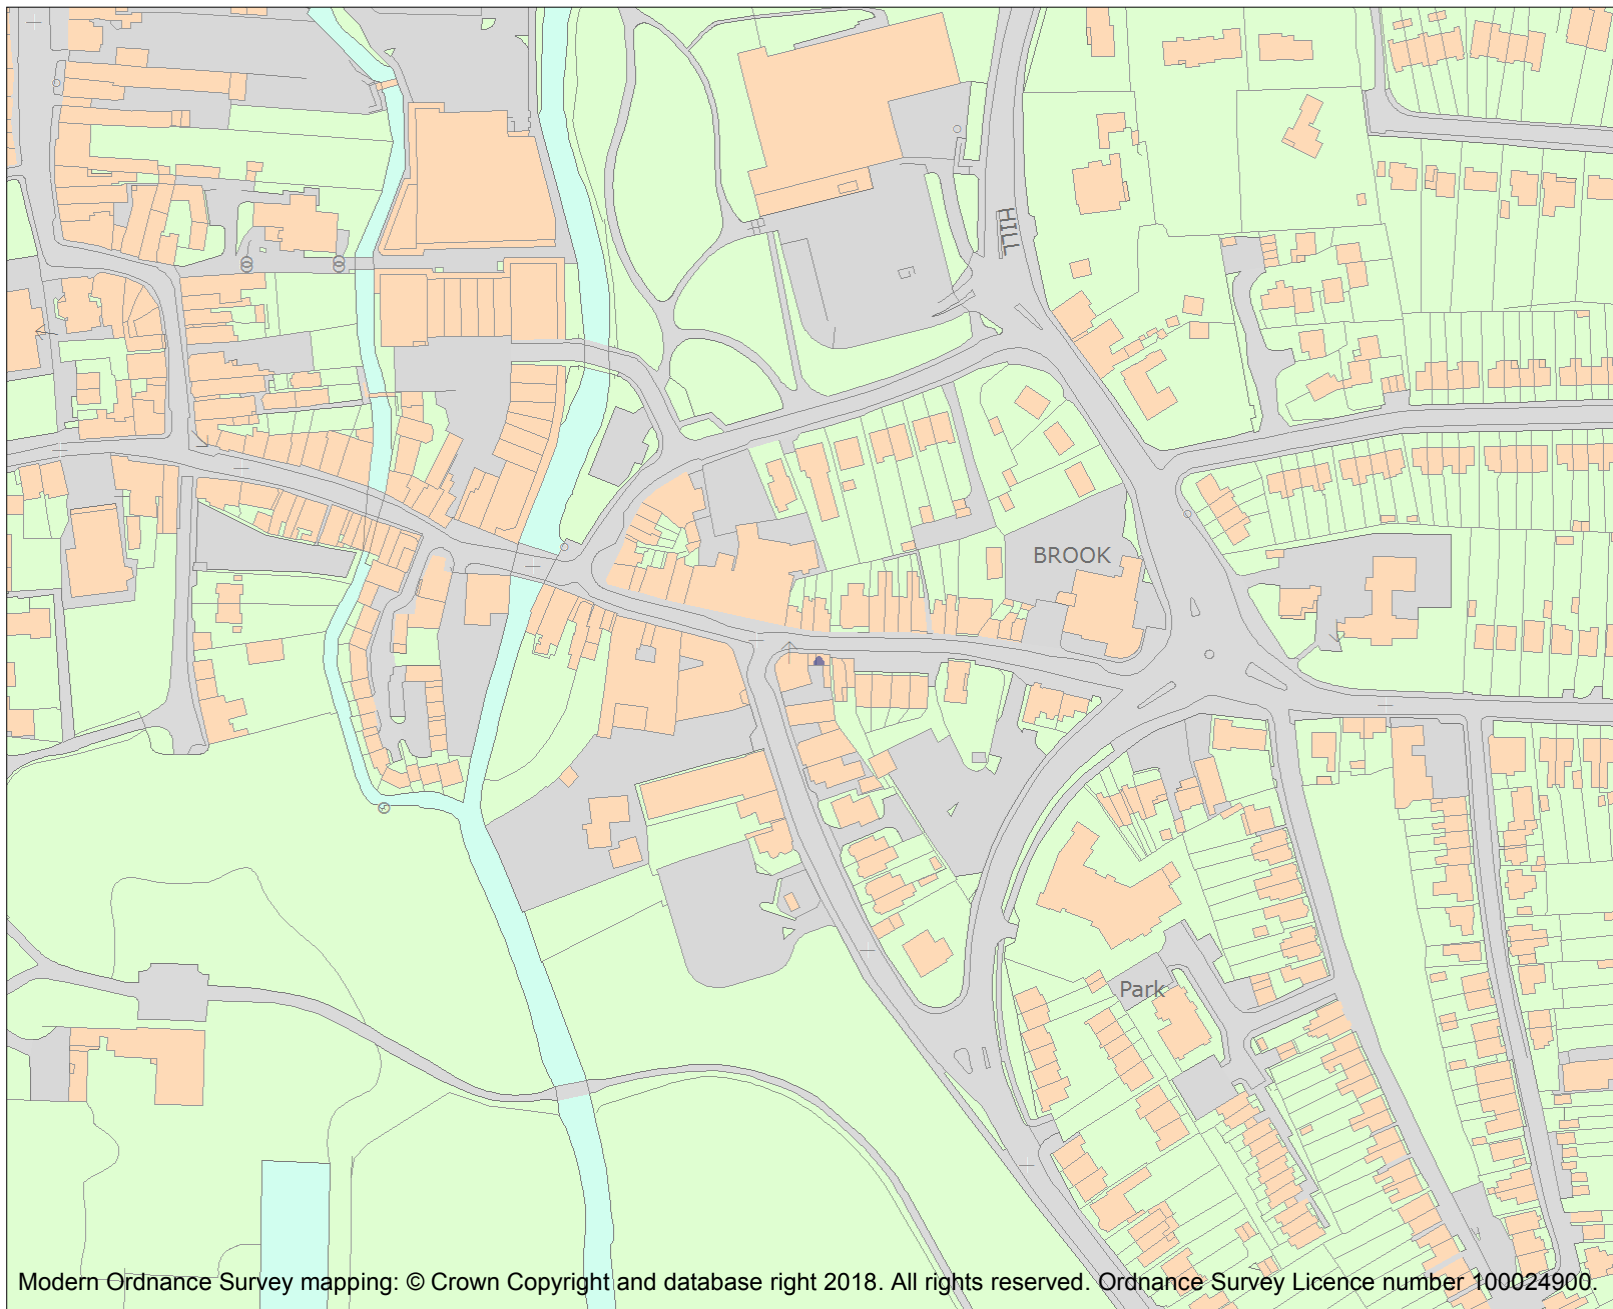 HILL
BROOK
Park
Modern Ordnance Survey mapping: © Crown Copyright and database right 2018. All rights reserved. Ordnance Survey Licence number 100024900.